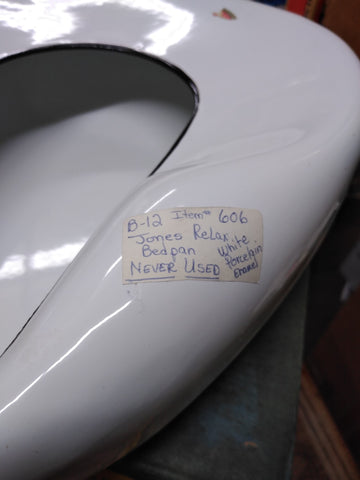 B-12 Item# 606
Jones Relax
Bedpan
White
Porcelain
Enamel
NEVER USED